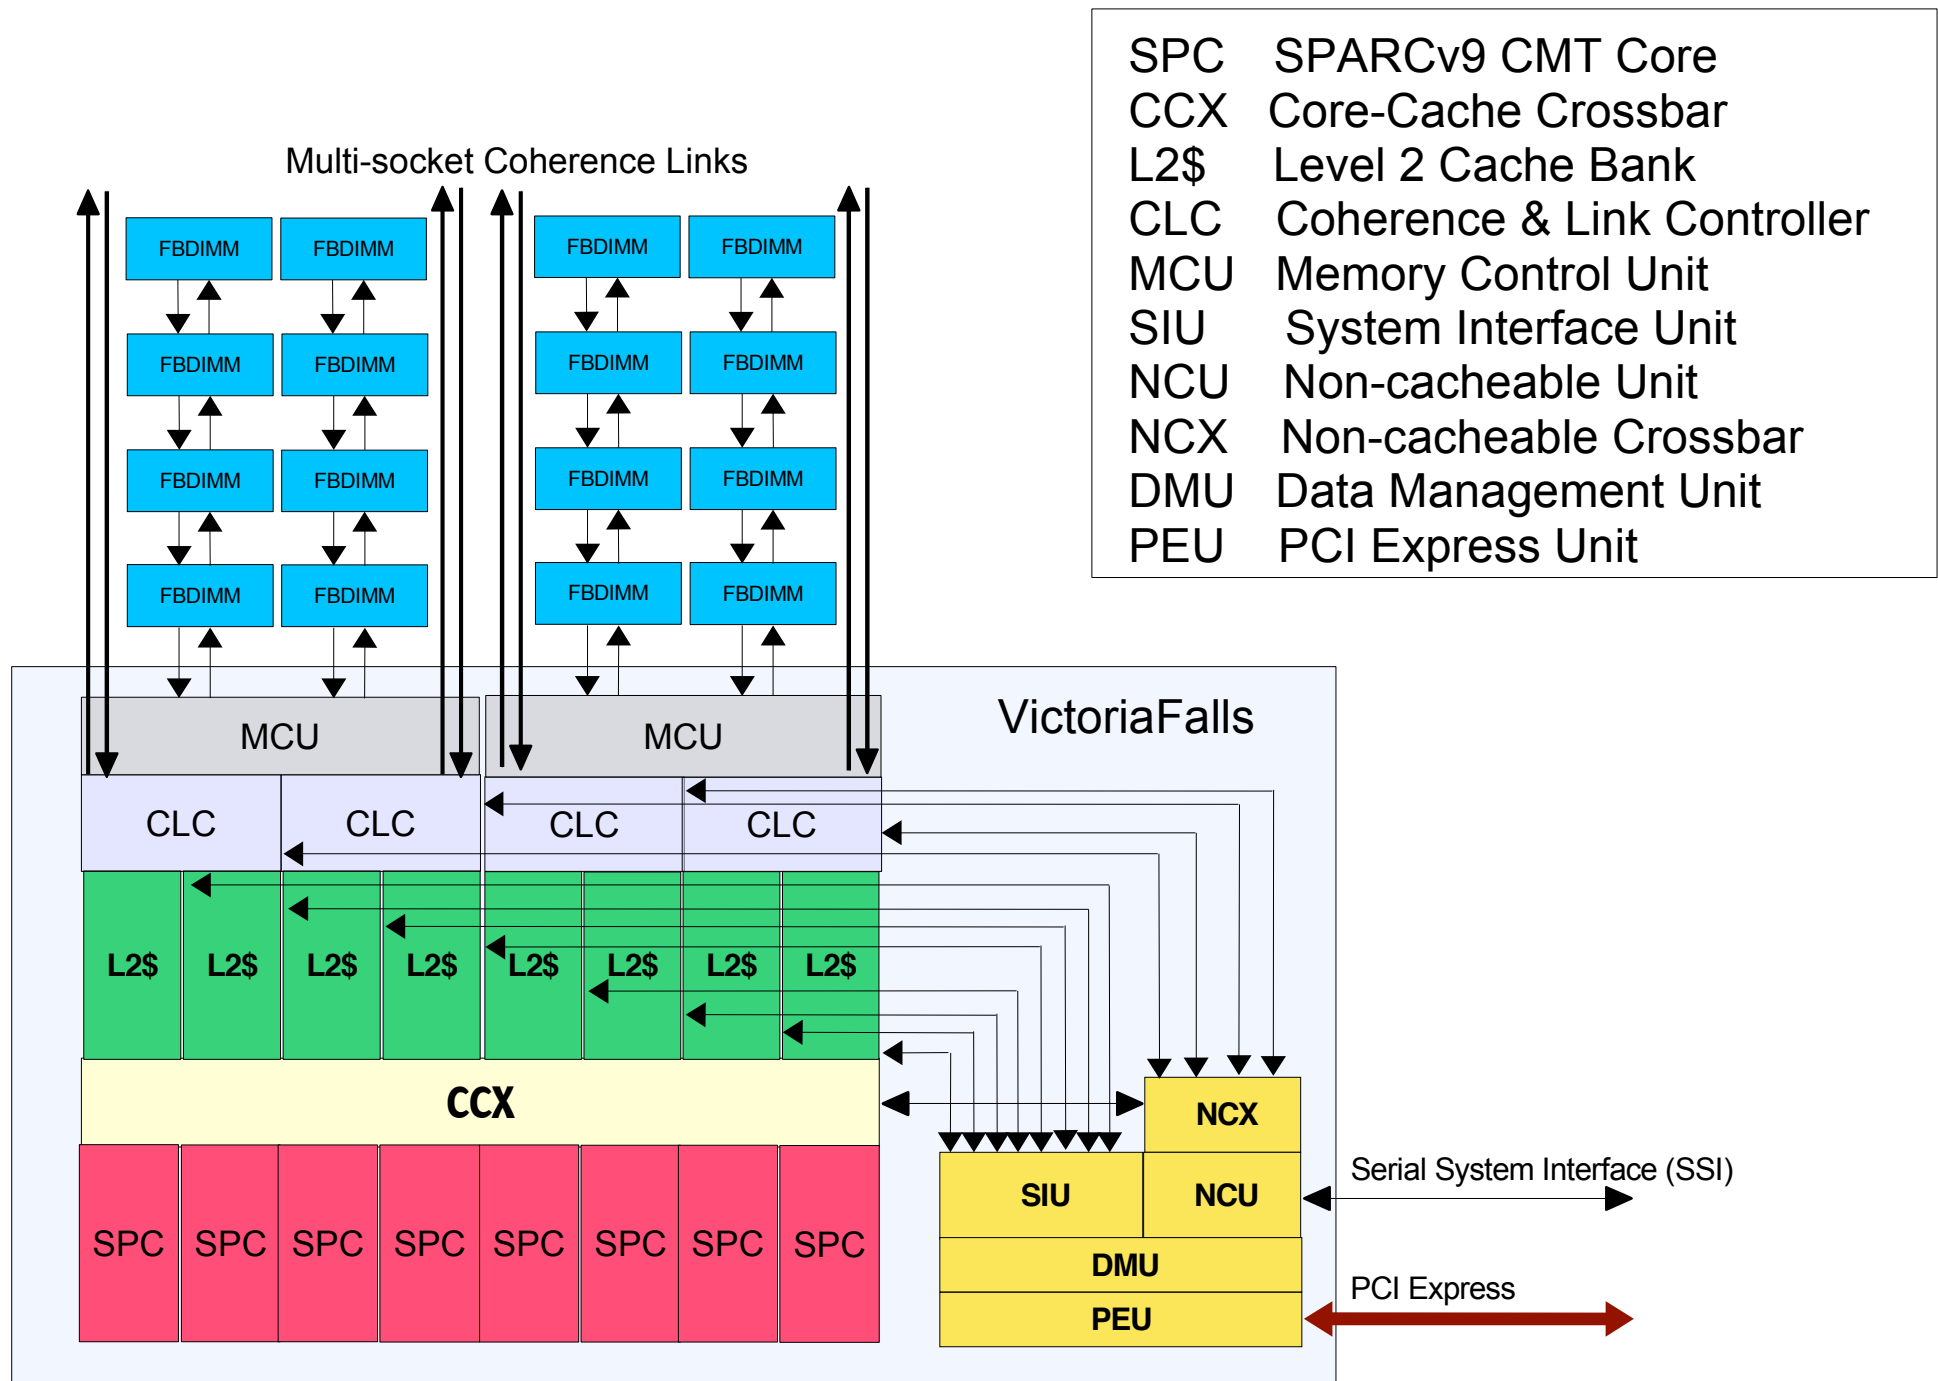 SPC SPARCv9 CMT Core
CCX Core-Cache Crossbar
L2$ Level 2 Cache Bank
CLC Coherence & Link Controller
MCU Memory Control Unit
SIU System Interface Unit
NCU Non-cacheable Unit
NCX Non-cacheable Crossbar
DMU Data Management Unit
PEU PCI Express Unit
Multi-socket Coherence Links
FBDIMM FBDIMM FBDIMM FBDIMM
FBDIMM FBDIMM FBDIMM FBDIMM
FBDIMM FBDIMM FBDIMM FBDIMM
FBDIMM FBDIMM FBDIMM FBDIMM
VictoriaFalls
MCU MCU
CLC CLC CLC CLC
L2$ L2$ L2$ L2$ L2$ L2$ L2$ L2$
CCX
NCX
SPC SPC SPC SPC SPC SPC SPC SPC
SIU NCU
DMU
PEU
Serial System Interface (SSI)
PCI Express